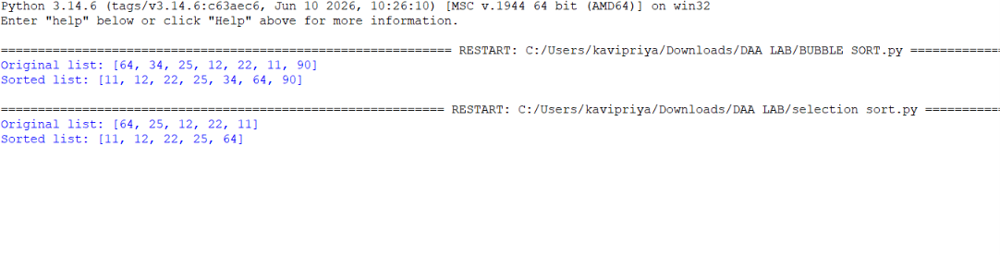 Python 3.14.6 (tags/v3.14.6:c63aec6, Jun 10 2026, 10:26:10) [MSC v.1944 64 bit (AMD64)] on win32
Enter "help" below or click "Help" above for more information.
============================================================= RESTART: C:/Users/kavipriya/Downloads/DAA LAB/BUBBLE SORT.py ============
Original list: [64, 34, 25, 12, 22, 11, 90]
Sorted list: [11, 12, 22, 25, 34, 64, 90]
============================================================ RESTART: C:/Users/kavipriya/Downloads/DAA LAB/selection sort.py ==========
Original list: [64, 25, 12, 22, 11]
Sorted list: [11, 12, 22, 25, 64]